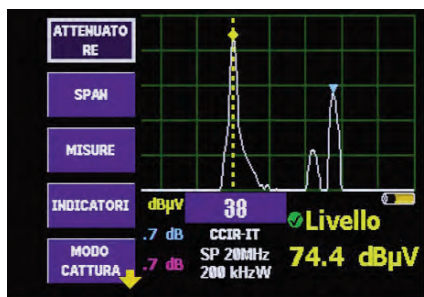 ATTENUATO
RE
SPAN
MISURE
INDICATORI
MODO
CATTURA
dBµV
38
.7 dB
CCIR-IT
.7 dB
SP 20MHz
200 kHzW
Livello
74.4 dBµV